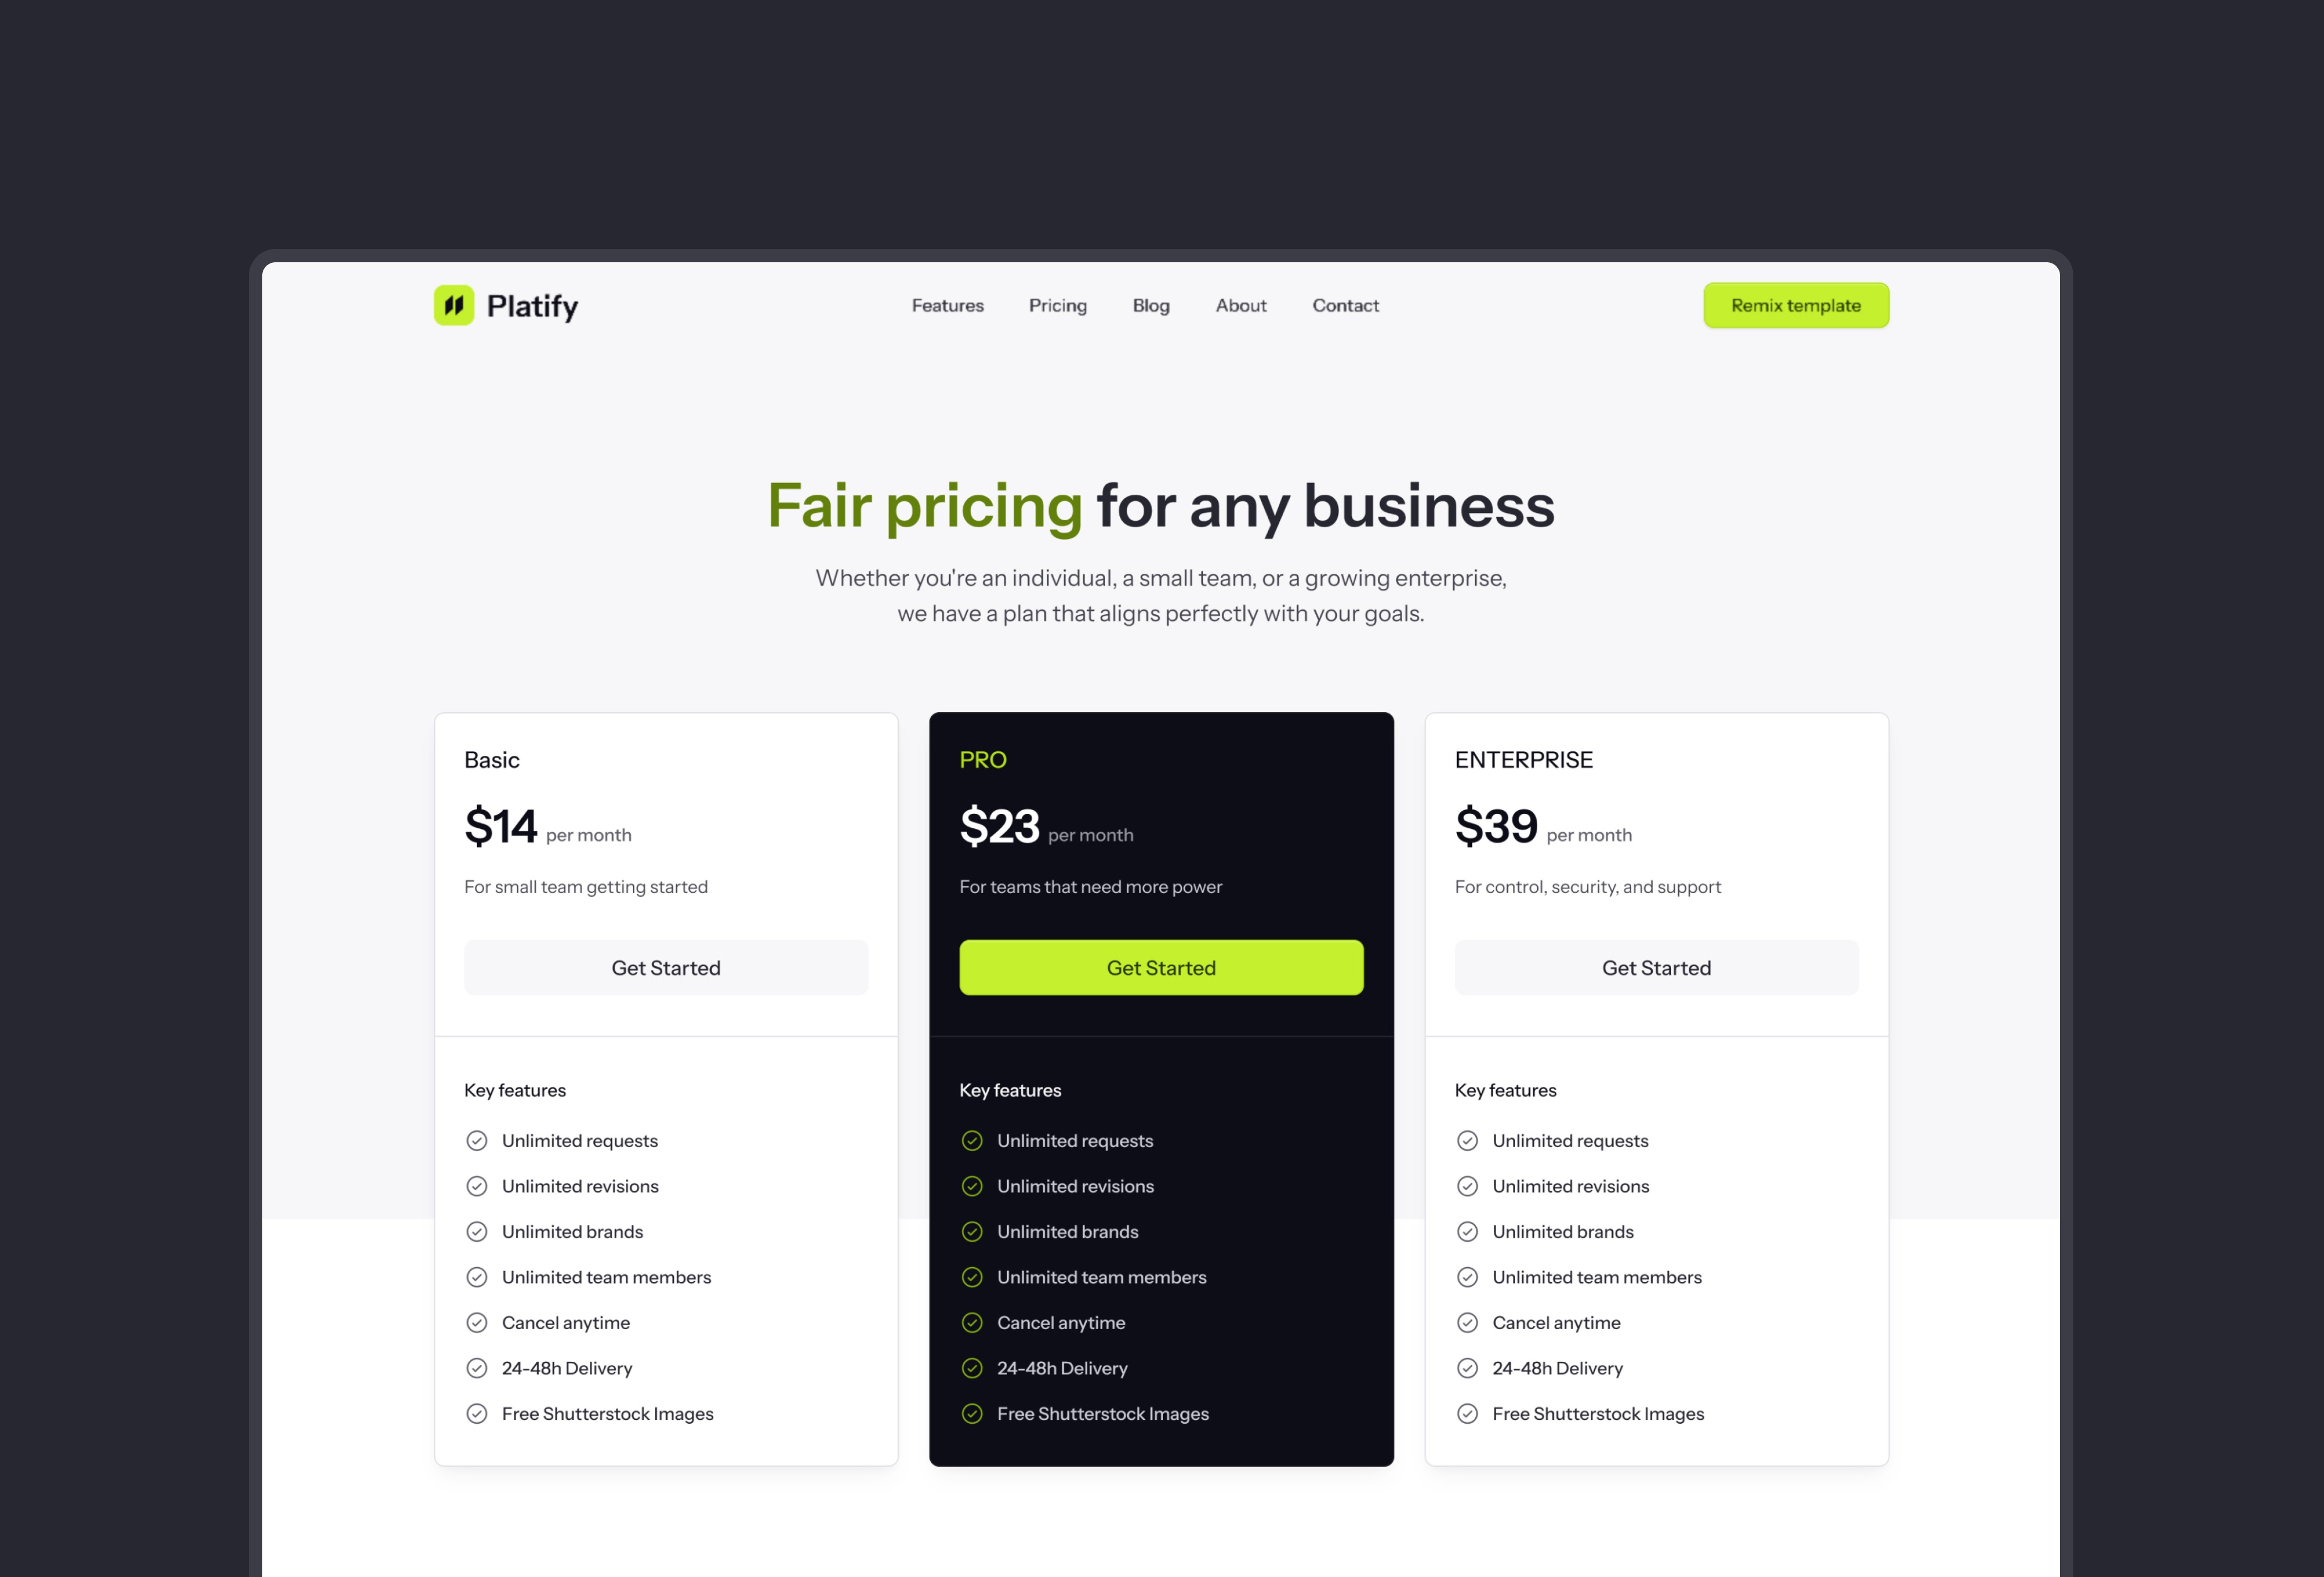 Platify
Features
Pricing
Blog
About
Contact
Remix template
Fair pricing for any business
Whether you're an individual, a small team, or a growing enterprise,
we have a plan that aligns perfectly with your goals.
Basic
$14 per month
For small team getting started
Get Started
Key features
Unlimited requests
Unlimited revisions
Unlimited brands
Unlimited team members
Cancel anytime
24-48h Delivery
Free Shutterstock Images
PRO
$23 per month
For teams that need more power
Get Started
Key features
Unlimited requests
Unlimited revisions
Unlimited brands
Unlimited team members
Cancel anytime
24-48h Delivery
Free Shutterstock Images
ENTERPRISE
$39 per month
For control, security, and support
Get Started
Key features
Unlimited requests
Unlimited revisions
Unlimited brands
Unlimited team members
Cancel anytime
24-48h Delivery
Free Shutterstock Images